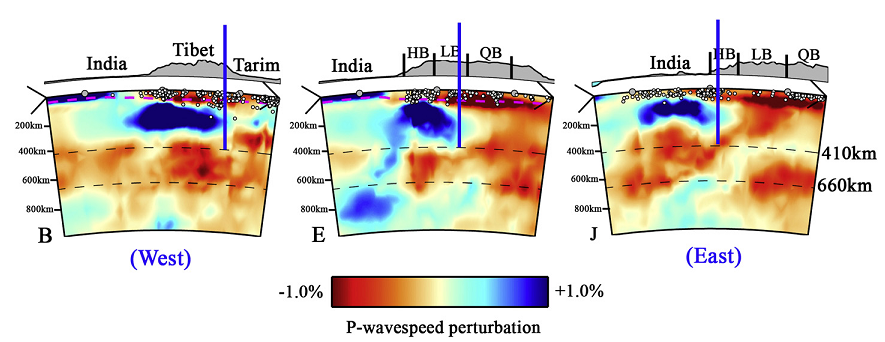 India
Tibet
Tarim
200km
400km
600km
800km
B
(West)
India
HB
LB
QB
200km
400km
600km
800km
E
India
HB
LB
QB
200km
400km
600km
800km
410km
660km
J
(East)
-1.0%
+1.0%
P-wavespeed perturbation